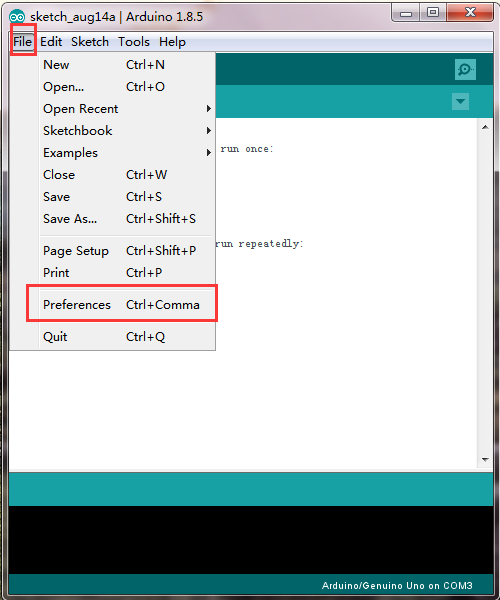 sketch_aug14a | Arduino 1.8.5
File Edit Sketch Tools Help
New Ctrl+N
Open... Ctrl+O
Open Recent
Sketchbook
Examples
run once:
Close Ctrl+W
Save Ctrl+S
Save As... Ctrl+Shift+S
run repeatedly:
Page Setup Ctrl+Shift+P
Print Ctrl+P
Preferences Ctrl+Comma
Quit Ctrl+Q
Arduino/Genuino Uno on COM3